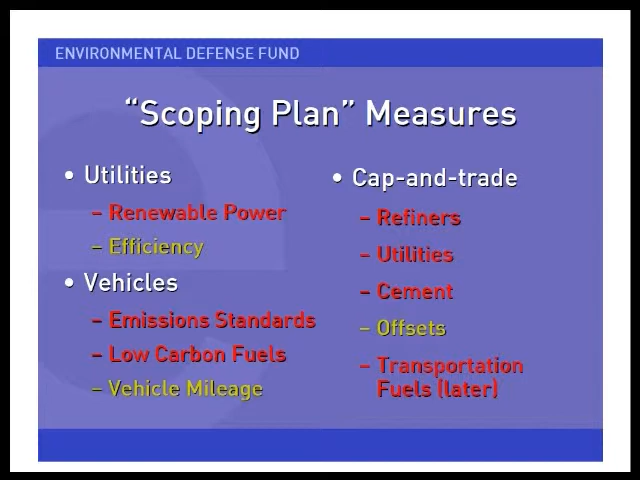 ENVIRONMENTAL DEFENSE FUND
“Scoping Plan” Measures
• Utilities
– Renewable Power
– Efficiency
• Vehicles
– Emissions Standards
– Low Carbon Fuels
– Vehicle Mileage
• Cap-and-trade
– Refiners
– Utilities
– Cement
– Offsets
– Transportation
Fuels (later)